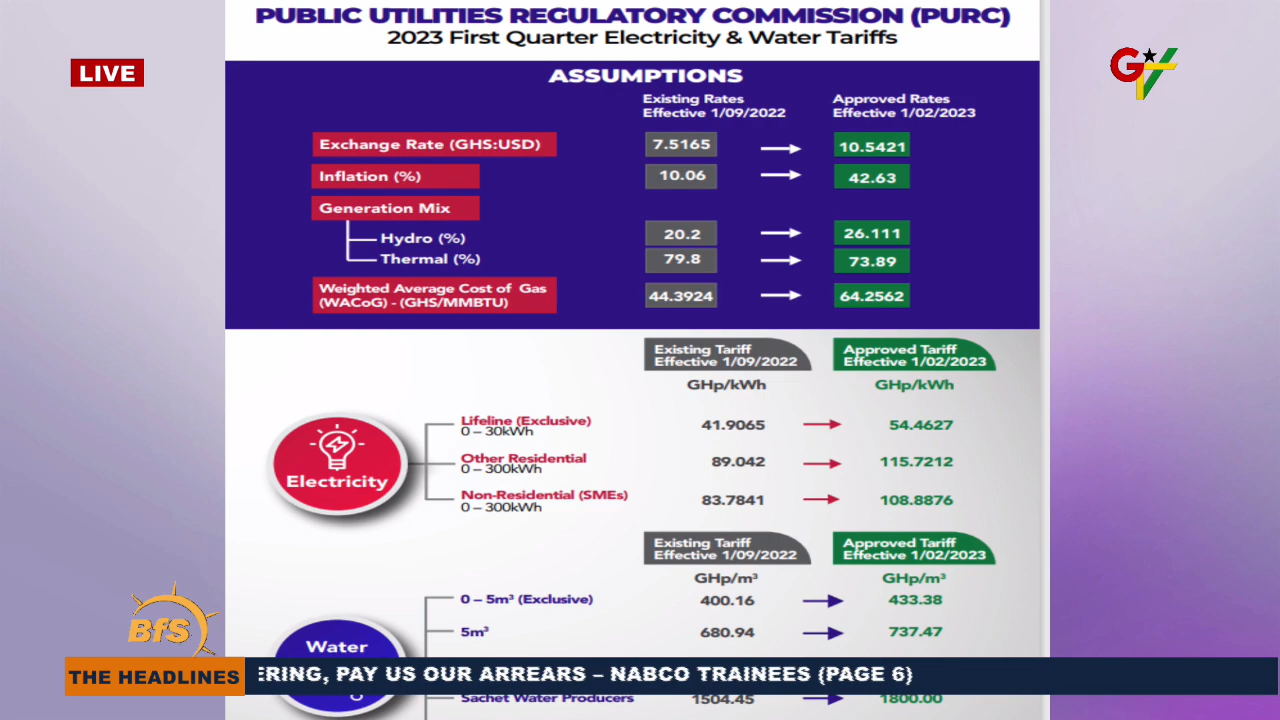 PUBLIC UTILITIES REGULATORY COMMISSION (PURC)
2023 First Quarter Electricity & Water Tariffs
LIVE
GTV
ASSUMPTIONS
Existing Rates
Effective 1/09/2022
Approved Rates
Effective 1/02/2023
Exchange Rate (GHS:USD) 7.5165 10.5421
Inflation (%) 10.06 42.63
Generation Mix
Hydro (%) 20.2 26.111
Thermal (%) 79.8 73.89
Weighted Average Cost of Gas
(WACoG) - (GHS/MMBTU) 44.3924 64.2562
Existing Tariff
Effective 1/09/2022
Approved Tariff
Effective 1/02/2023
GHp/kWh GHp/kWh
Electricity
Lifeline (Exclusive)
0 – 30kWh
41.9065 54.4627
Other Residential
0 – 300kWh
89.042 115.7212
Non-Residential (SMEs)
0 – 300kWh
83.7841 108.8876
Existing Tariff
Effective 1/09/2022
Approved Tariff
Effective 1/02/2023
GHp/m³ GHp/m³
0 – 5m³ (Exclusive) 400.16 433.38
5m³ 680.94 737.47
Water
BfS
THE HEADLINES
ERING, PAY US OUR ARREARS – NABCO TRAINEES (PAGE 6)
Sachet Water Producers 1504.45 1800.00